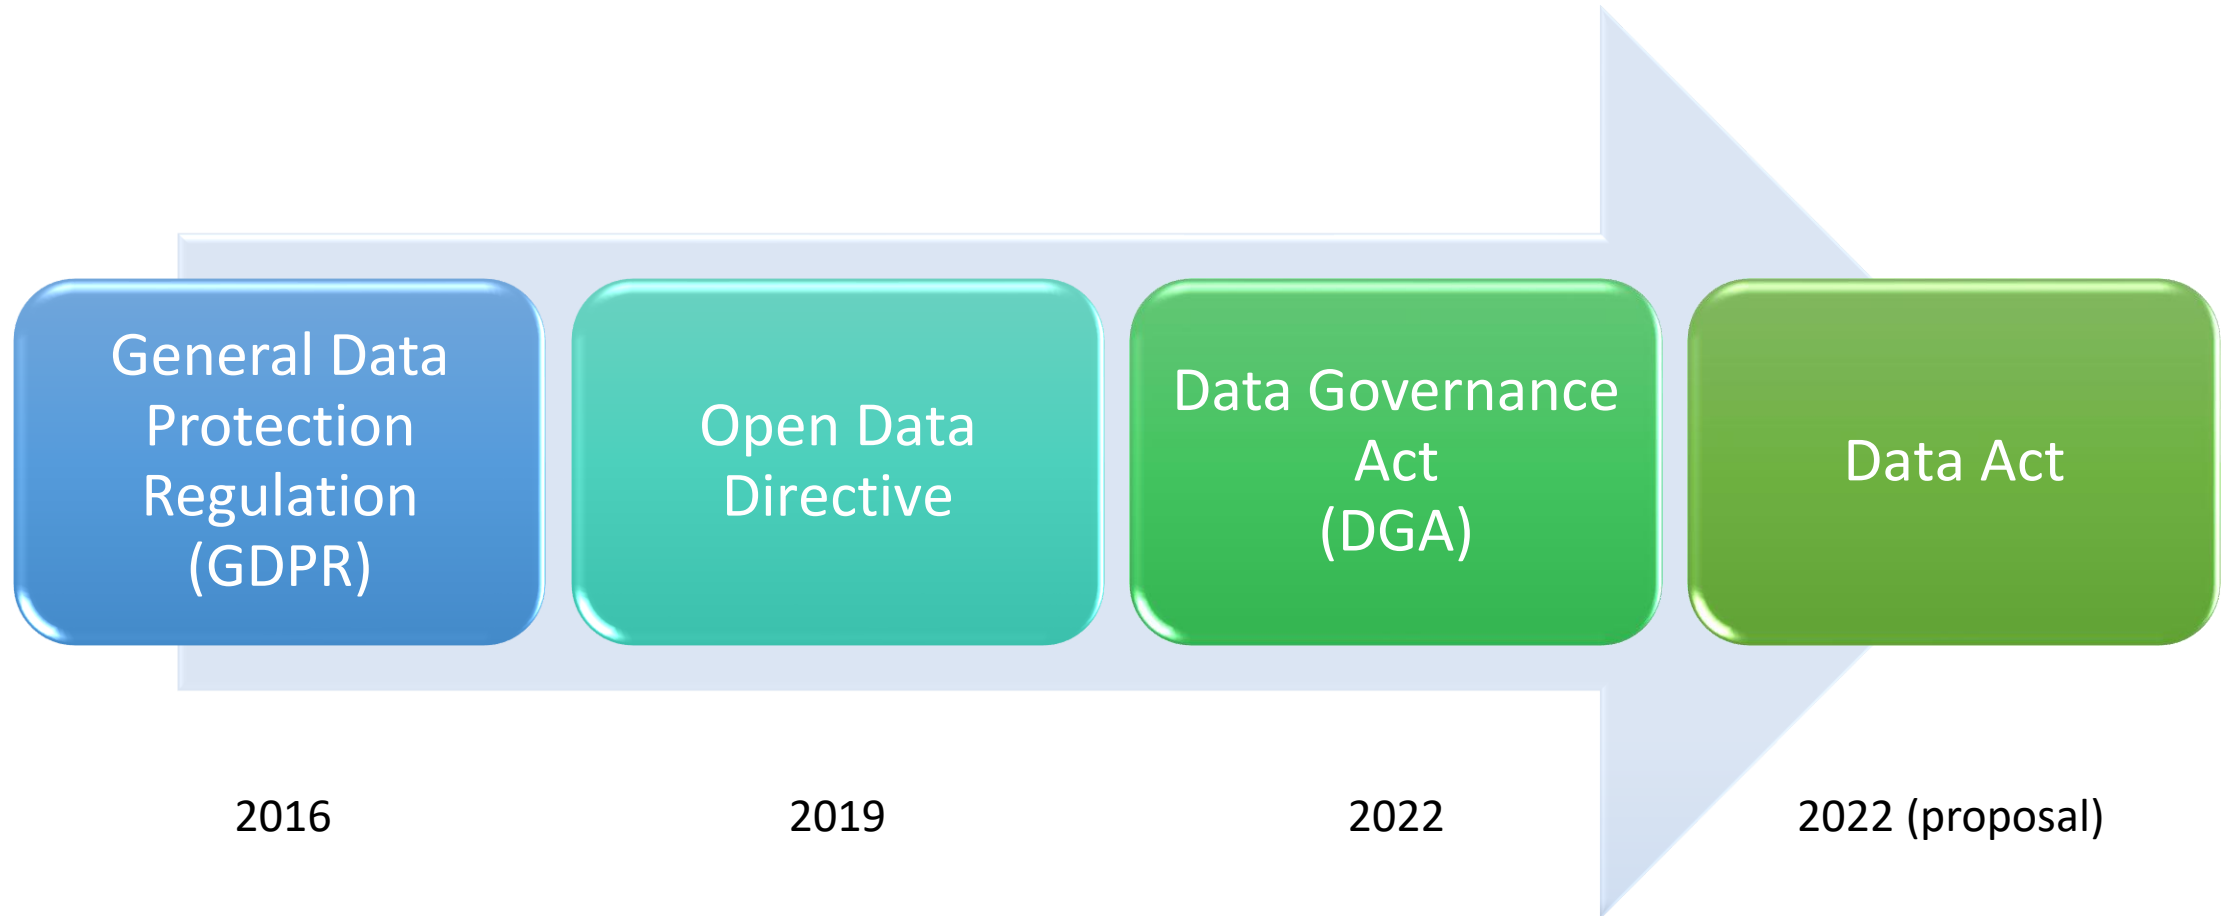 General Data
Protection
Regulation
(GDPR)
Open Data
Directive
Data Governance
Act
(DGA)
Data Act
2016
2019
2022
2022 (proposal)